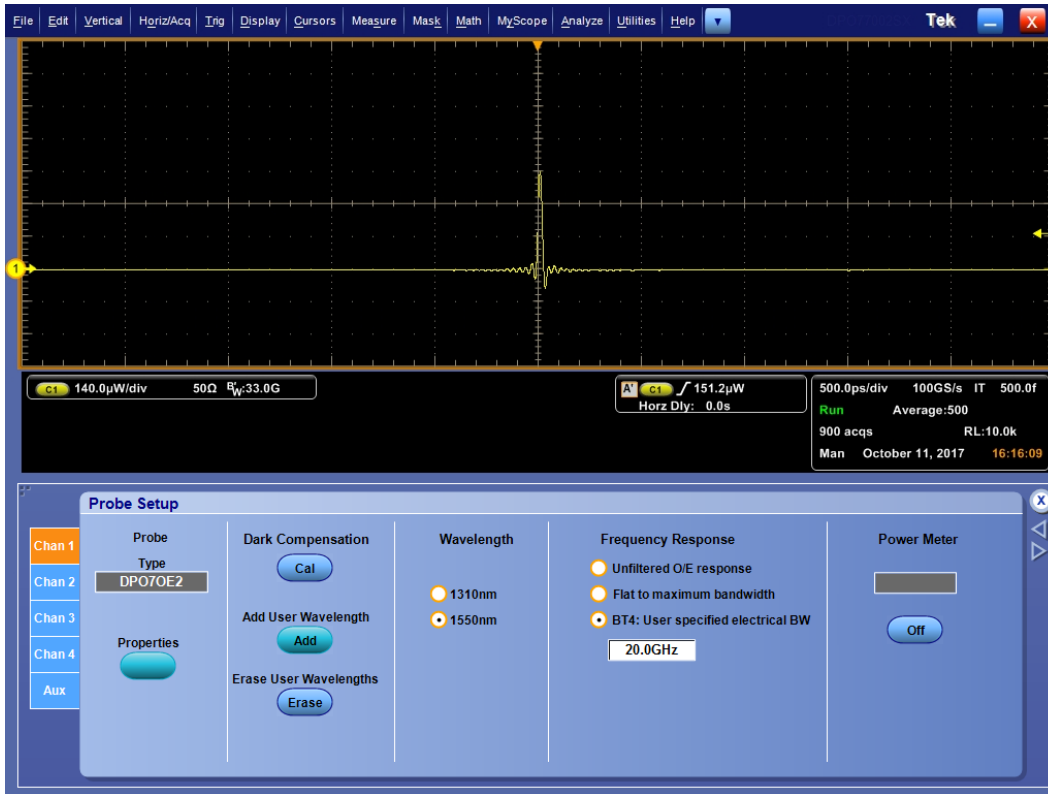 File Edit Vertical Horiz/Acq Trig Display Cursors Measure Mask Math MyScope Analyze Utilities Help Tek X
1
C1 140.0µW/div 50Ω BW:33.0G
A' C1 151.2µW
Horz Dly: 0.0s
500.0ps/div 100GS/s IT 500.0f
Run Average:500
900 acqs RL:10.0k
Man October 11, 2017 16:16:09
Probe Setup
X
Chan 1
Chan 2
Chan 3
Chan 4
Aux
Probe
Type
DPO7OE2
Properties
Dark Compensation
Cal
Add User Wavelength
Add
Erase User Wavelengths
Erase
Wavelength
1310nm
1550nm
Frequency Response
Unfiltered O/E response
Flat to maximum bandwidth
BT4: User specified electrical BW
20.0GHz
Power Meter
Off